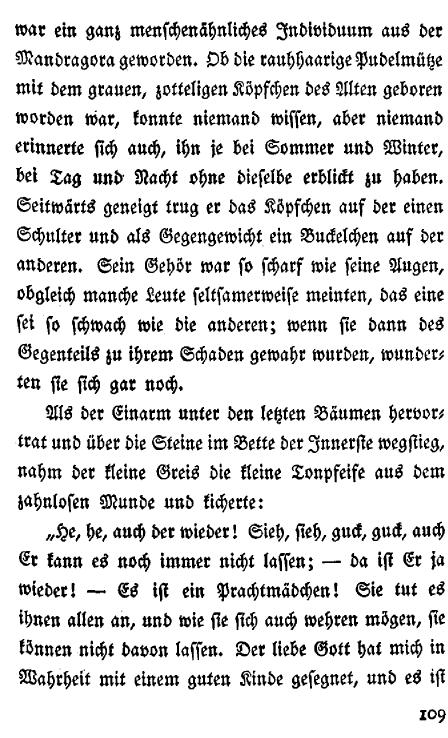 war ein ganz menschenähnliches Individuum aus der
Mandragora geworden. Ob die rauhhaarige Pudelmütze
mit dem grauen, zotteligen Köpfchen des Alten geboren
worden war, konnte niemand wissen, aber niemand
erinnerte sich auch, ihn je bei Sommer und Winter,
bei Tag und Nacht ohne dieselbe erblickt zu haben.
Seitwärts geneigt trug er das Köpfchen auf der einen
Schulter und als Gegengewicht ein Buckelchen auf der
anderen. Sein Gehör war so scharf wie seine Augen,
obgleich manche Leute seltsamerweise meinten, das eine
sei so schwach wie die anderen; wenn sie dann des
Gegenteils zu ihrem Schaden gewahr wurden, wunder-
ten sie sich gar noch.
Als der Einarm unter den letzten Bäumen hervor-
trat und über die Steine im Bette der Innerste wegstieg,
nahm der kleine Greis die kleine Tonpfeife aus dem
zahnlosen Munde und kicherte:
„He, he, auch der wieder! Sieh, sieh, guck, guck, auch
Er kann es noch immer nicht lassen; — da ist Er ja
wieder! — Es ist ein Prachtmädchen! Sie tut es
ihnen allen an, und wie sie sich auch wehren mögen, sie
können nicht davon lassen. Der liebe Gott hat mich in
Wahrheit mit einem guten Kinde gesegnet, und es ist
109